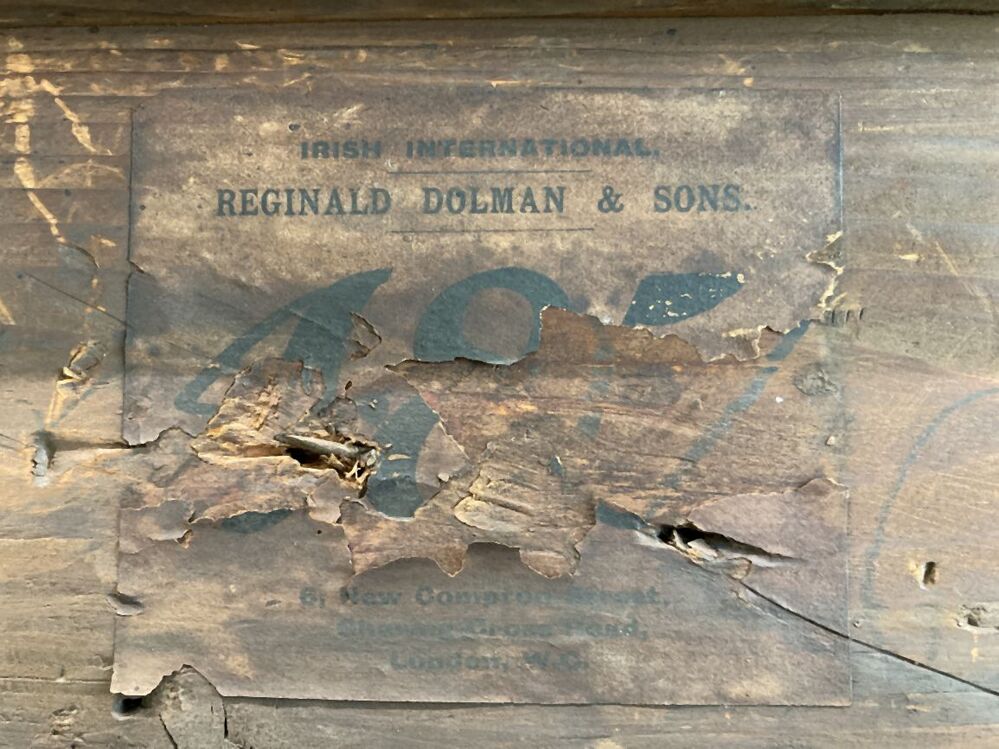 IRISH INTERNATIONAL.
REGINALD DOLMAN & SONS.
6, New Compton Street,
Charing Cross Road,
London, W.C.